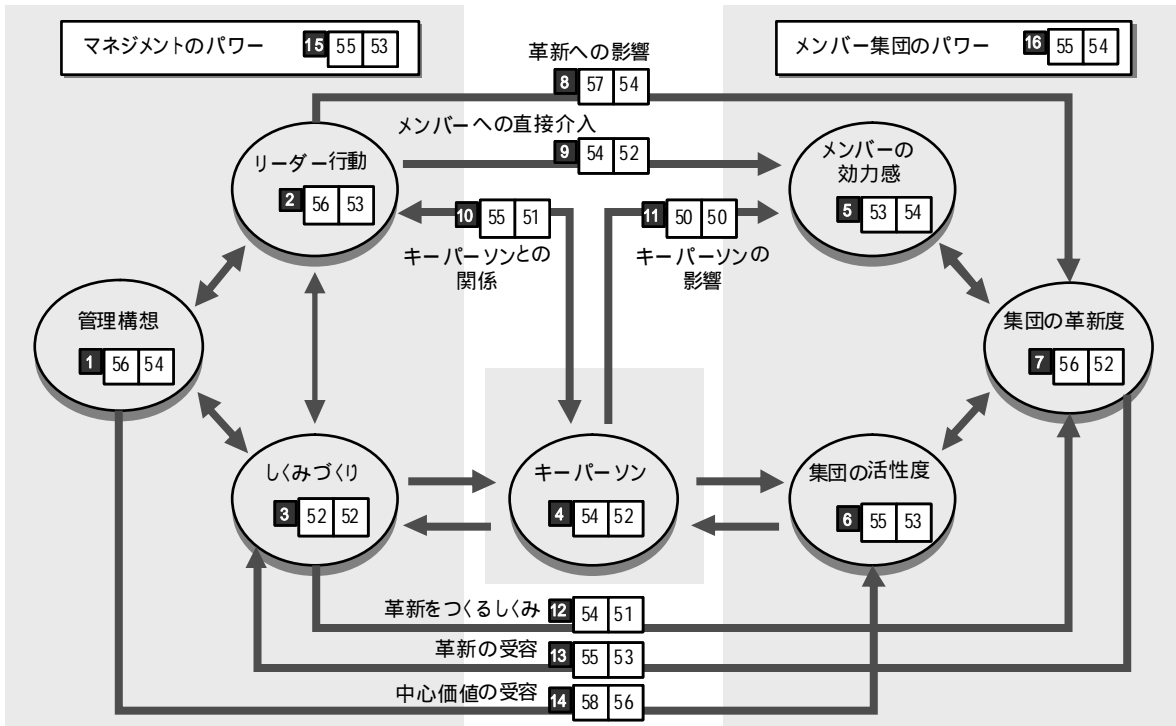 マネジメントのパワー 15 55 53
メンバー集団のパワー 16 55 54
革新への影響
8 57 54
メンバーへの直接介入
9 54 52
リーダー行動
2 56 53
メンバーの
効力感
5 53 54
10 55 51
キーパーソンとの
関係
11 50 50
キーパーソンの
影響
管理構想
1 56 54
集団の革新度
7 56 52
しくみづくり
3 52 52
キーパーソン
4 54 52
集団の活性度
6 55 53
革新をつくるしくみ 12 54 51
革新の受容 13 55 53
中心価値の受容 14 58 56